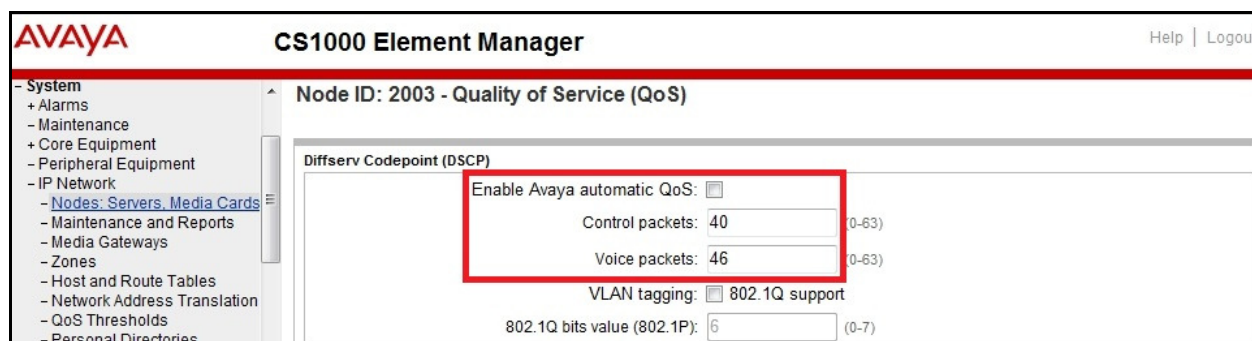 AVAYA
CS1000 Element Manager
Help | Logou
- System
+ Alarms
- Maintenance
+ Core Equipment
- Peripheral Equipment
- IP Network
- Nodes: Servers, Media Cards
- Maintenance and Reports
- Media Gateways
- Zones
- Host and Route Tables
- Network Address Translation
- QoS Thresholds
- Personal Directories
Node ID: 2003 - Quality of Service (QoS)
Diffserv Codepoint (DSCP)
Enable Avaya automatic QoS:
Control packets: 40 (0-63)
Voice packets: 46 (0-63)
VLAN tagging: 802.1Q support
802.1Q bits value (802.1P): 6 (0-7)